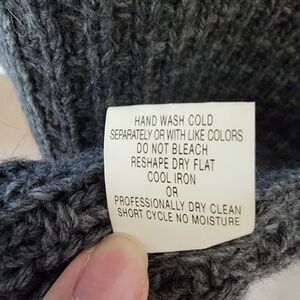 HAND WASH COLD
SEPARATELY OR WITH LIKE COLORS
DO NOT BLEACH
RESHAPE DRY FLAT
COOL IRON
OR
PROFESSIONALLY DRY CLEAN
SHORT CYCLE NO MOISTURE